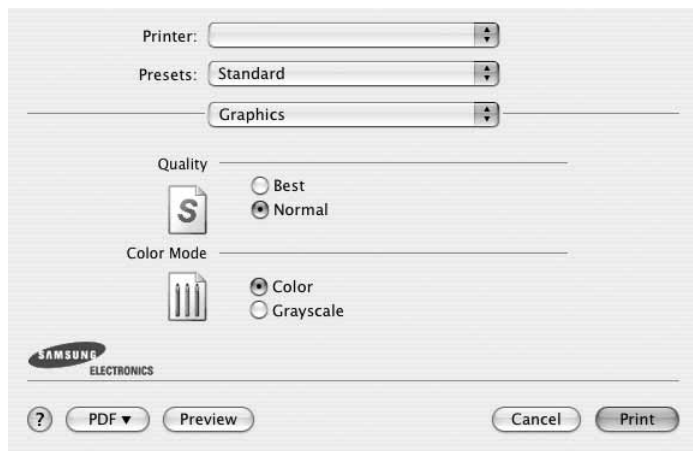 Printer:
Presets: Standard
Graphics
Quality
Best
S
Normal
Color Mode
Color
Grayscale
SAMSUNG
ELECTRONICS
? PDF▼ Preview Cancel Print